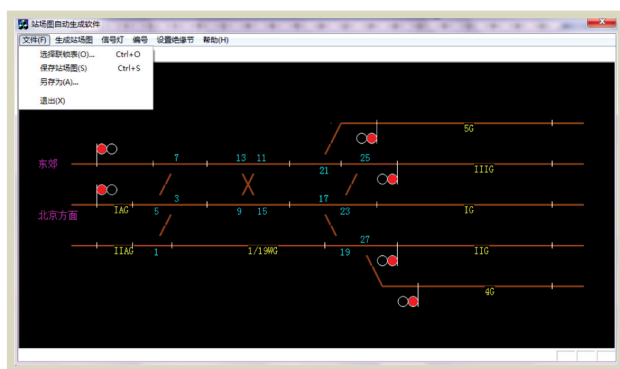 站场图自动生成软件
文件(F) 生成站场图 信号灯 编号 设置绝缘节 帮助(H)
选择联锁表(O)... Ctrl+O
保存站场图(S) Ctrl+S
另存为(A)...
退出(X)
5G
东郊 7 13 11 21 25 IIIG
3 17
北京方面 IAG 5 9 15 23 IG
27
IIAG 1 1/19WG 19 IIG
4G